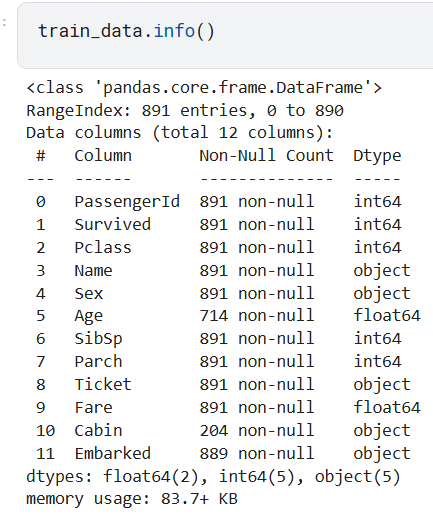 :
train_data.info()
<class 'pandas.core.frame.DataFrame'>
RangeIndex: 891 entries, 0 to 890
Data columns (total 12 columns):
 #   Column       Non-Null Count  Dtype
---  ------       --------------  -----
 0   PassengerId  891 non-null    int64
 1   Survived     891 non-null    int64
 2   Pclass       891 non-null    int64
 3   Name         891 non-null    object
 4   Sex          891 non-null    object
 5   Age          714 non-null    float64
 6   SibSp        891 non-null    int64
 7   Parch        891 non-null    int64
 8   Ticket       891 non-null    object
 9   Fare         891 non-null    float64
 10  Cabin        204 non-null    object
 11  Embarked     889 non-null    object
dtypes: float64(2), int64(5), object(5)
memory usage: 83.7+ KB